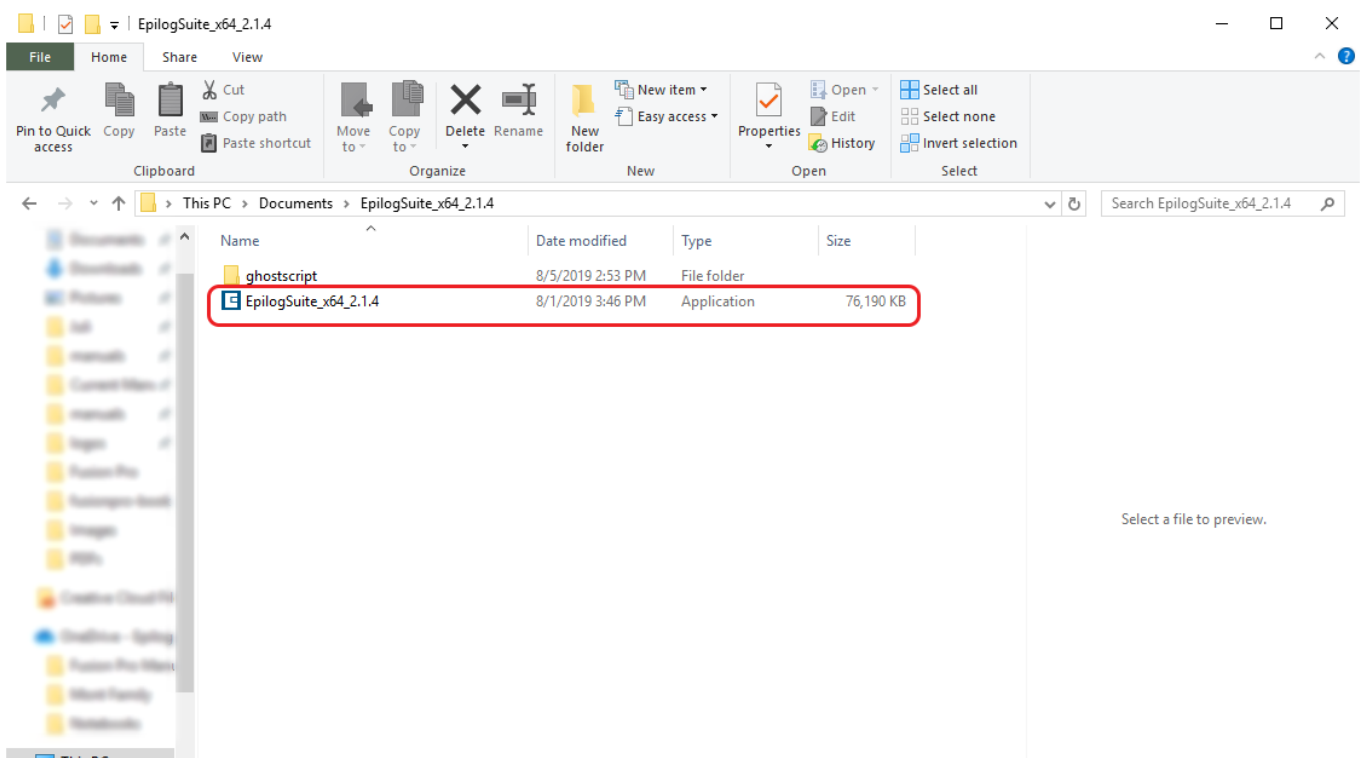 EpilogSuite_x64_2.1.4
File Home Share View
Pin to Quick access
Copy
Paste
Cut
Copy path
Paste shortcut
Clipboard
Move to
Copy to
Delete
Rename
Organize
New folder
New item
Easy access
New
Properties
Open
Edit
History
Open
Select all
Select none
Invert selection
Select
This PC > Documents > EpilogSuite_x64_2.1.4
Search EpilogSuite_x64_2.1.4
Name Date modified Type Size
ghostscript 8/5/2019 2:53 PM File folder
EpilogSuite_x64_2.1.4 8/1/2019 3:46 PM Application 76,190 KB
Select a file to preview.